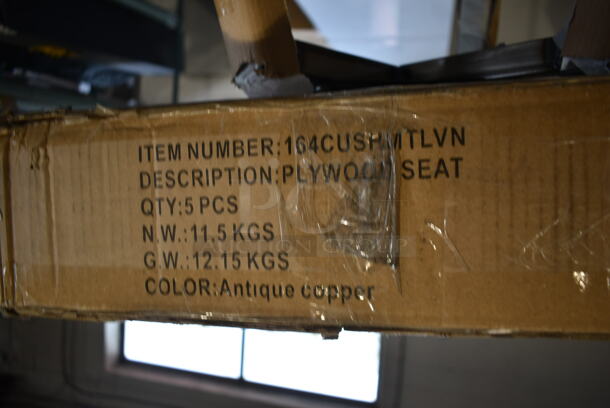 ITEM NUMBER:164CUSHMTLVN
DESCRIPTION:PLYWOOD SEAT
QTY:5 PCS
N.W.:11.5 KGS
G.W.:12.15 KGS
COLOR:Antique copper